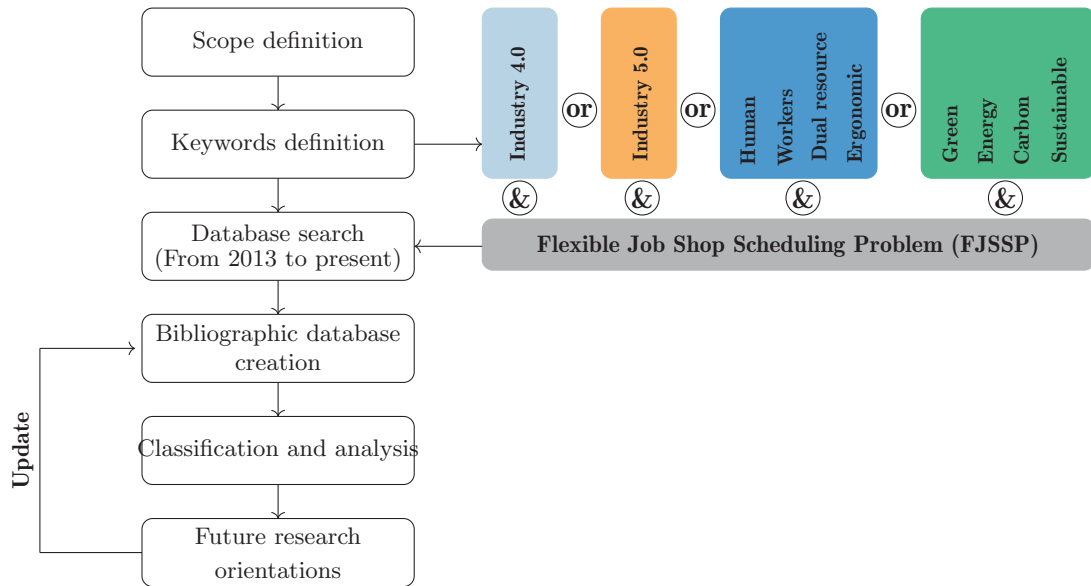 Scope definition
Keywords definition
Industry 4.0
or
Industry 5.0
or
Human
Workers
Dual resource
Ergonomic
or
Green
Energy
Carbon
Sustainable
&
&
&
&
Flexible Job Shop Scheduling Problem (FJSSP)
Database search
(From 2013 to present)
Bibliographic database
creation
Classification and analysis
Future research
orientations
Update